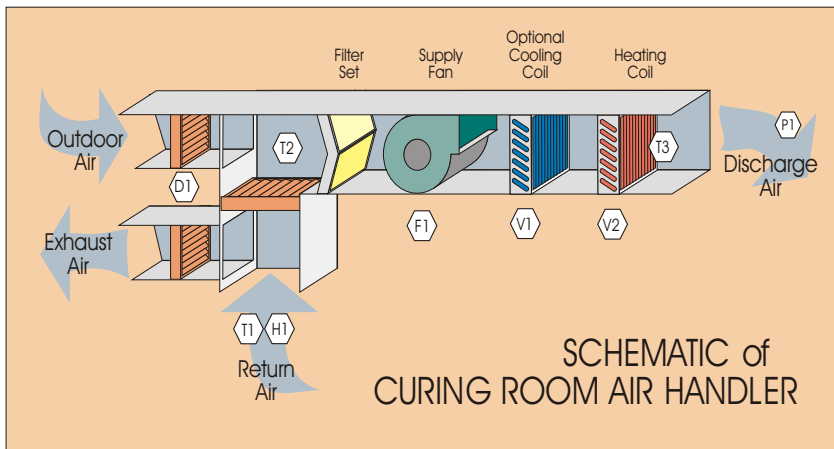 Filter
Set
Supply
Fan
Optional
Cooling
Coil
Heating
Coil
Outdoor
Air
T2
D1
T3
P1
Discharge
Air
Exhaust
Air
F1
V1
V2
T1
H1
Return
Air
SCHEMATIC of
CURING ROOM AIR HANDLER